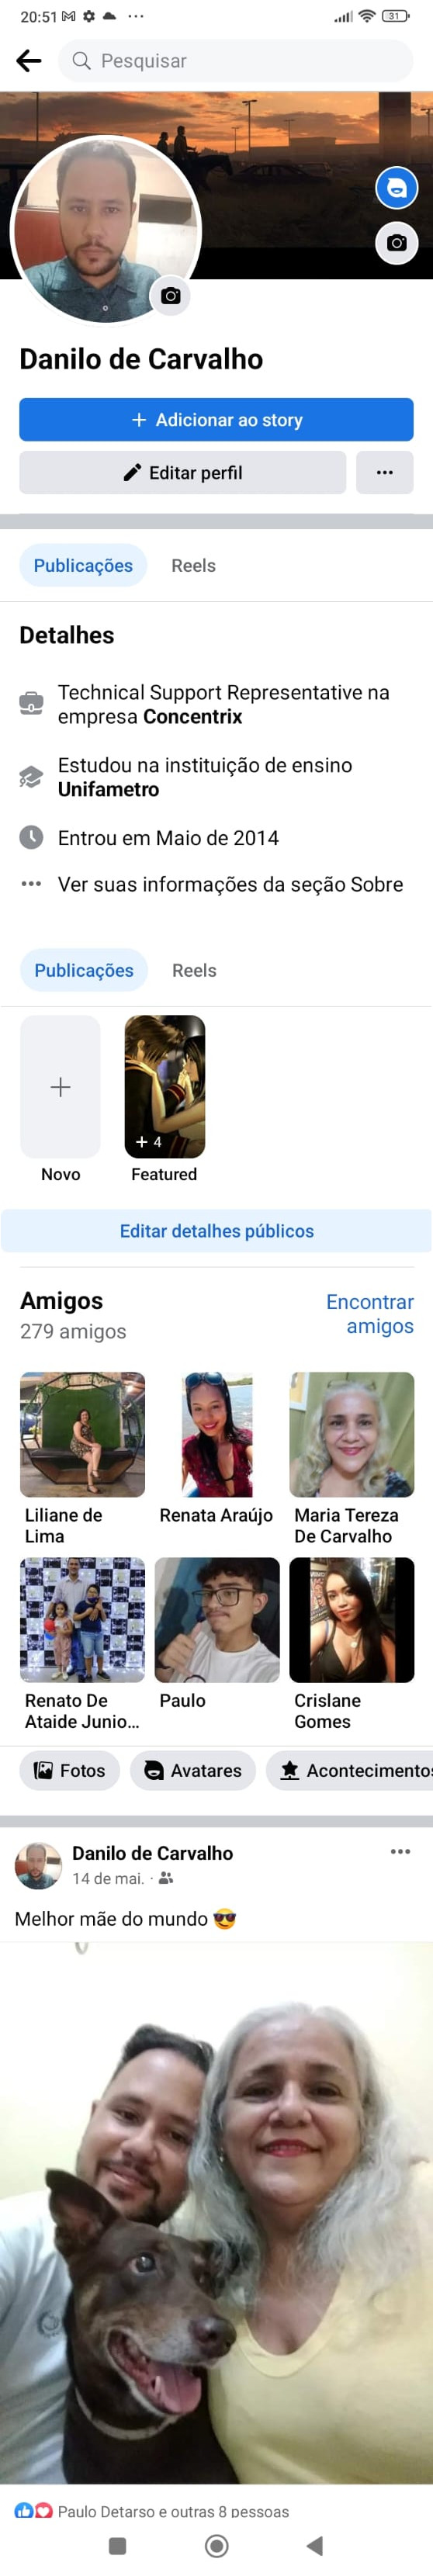 20:51
31
Pesquisar
Danilo de Carvalho
+ Adicionar ao story
Editar perfil
Publicações Reels
Detalhes
Technical Support Representative na
empresa Concentrix
Estudou na instituição de ensino
Unifametro
Entrou em Maio de 2014
Ver suas informações da seção Sobre
Publicações Reels
+ 4
Novo Featured
Editar detalhes públicos
Amigos
279 amigos
Encontrar
amigos
Liliane de
Lima
Renata Araújo
Maria Tereza
De Carvalho
Renato De
Ataide Junio...
Paulo
Crislane
Gomes
Fotos Avatares Acontecimentos
Danilo de Carvalho
14 de mai. ·
Melhor mãe do mundo 😎
Paulo Detarso e outras 8 pessoas